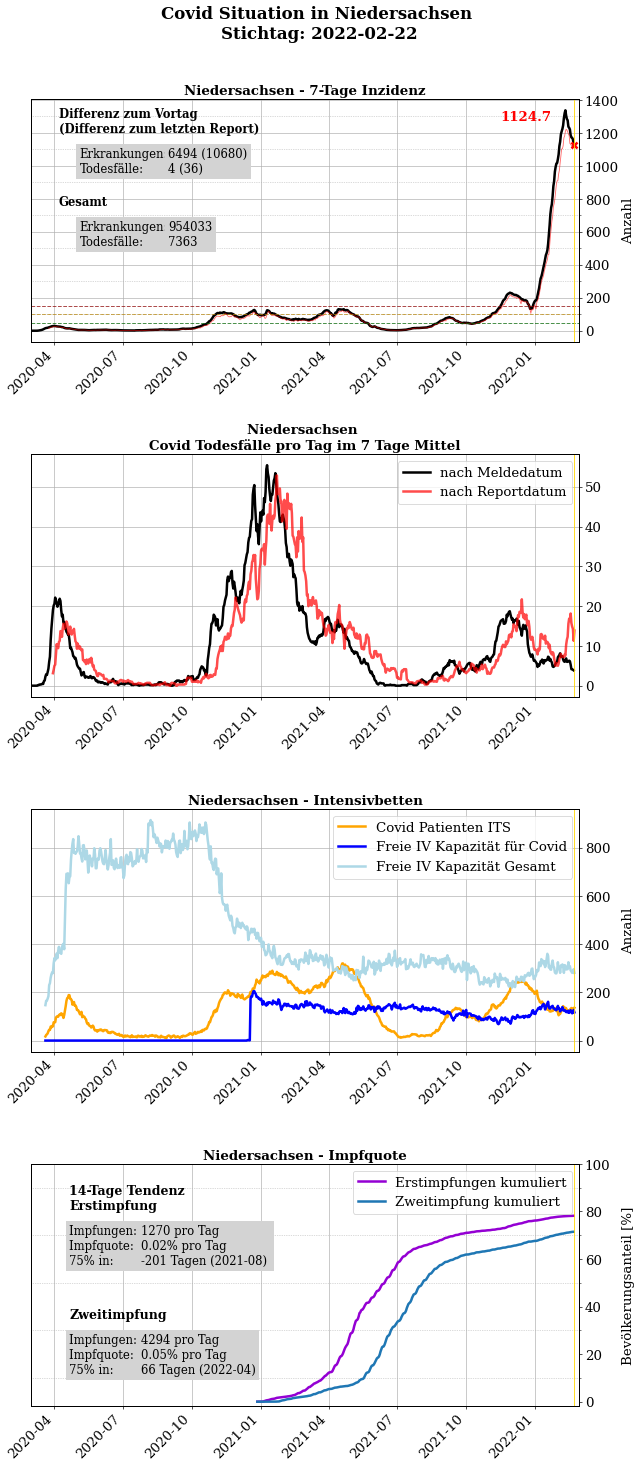 Covid Situation in Niedersachsen
Stichtag: 2022-02-22
Niedersachsen - 7-Tage Inzidenz
Differenz zum Vortag
(Differenz zum letzten Report)
Erkrankungen 6494 (10680)
Todesfälle: 4 (36)
Gesamt
Erkrankungen 954033
Todesfälle: 7363
1124.7
1400
1200
1000
800
600
400
200
0
Anzahl
2020-04
2020-07
2020-10
2021-01
2021-04
2021-07
2021-10
2022-01
Niedersachsen
Covid Todesfälle pro Tag im 7 Tage Mittel
nach Meldedatum
nach Reportdatum
50
40
30
20
10
0
2020-04
2020-07
2020-10
2021-01
2021-04
2021-07
2021-10
2022-01
Niedersachsen - Intensivbetten
Covid Patienten ITS
Freie IV Kapazität für Covid
Freie IV Kapazität Gesamt
800
600
400
200
0
Anzahl
2020-04
2020-07
2020-10
2021-01
2021-04
2021-07
2021-10
2022-01
Niedersachsen - Impfquote
14-Tage Tendenz
Erstimpfung
Impfungen: 1270 pro Tag
Impfquote: 0.02% pro Tag
75% in: -201 Tagen (2021-08)
Zweitimpfung
Impfungen: 4294 pro Tag
Impfquote: 0.05% pro Tag
75% in: 66 Tagen (2022-04)
Erstimpfungen kumuliert
Zweitimpfung kumuliert
100
80
60
40
20
0
Bevölkerungsanteil [%]
2020-04
2020-07
2020-10
2021-01
2021-04
2021-07
2021-10
2022-01